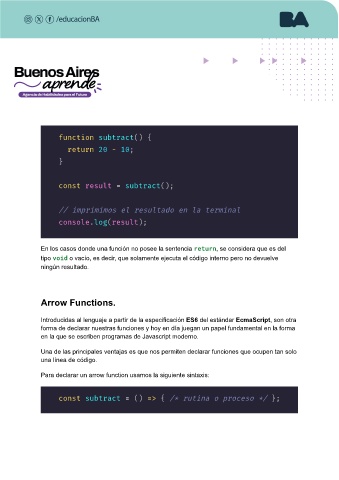 /educacionBA
BA
Buenos Aires
aprende
Agencia de Habilidades para el Futuro
function subtract() {
return 20 - 10;
}
const result = subtract();
// imprimimos el resultado en la terminal
console.log(result);
En los casos donde una función no posee la sentencia return, se considera que es del
tipo void o vacío, es decir, que solamente ejecuta el código interno pero no devuelve
ningún resultado.
Arrow Functions.
Introducidas al lenguaje a partir de la especificación ES6 del estándar EcmaScript, son otra
forma de declarar nuestras funciones y hoy en día juegan un papel fundamental en la forma
en la que se escriben programas de Javascript moderno.
Una de las principales ventajas es que nos permiten declarar funciones que ocupen tan solo
una línea de código.
Para declarar un arrow function usamos la siguiente sintaxis:
const subtract = () => { /* rutina o proceso */ };